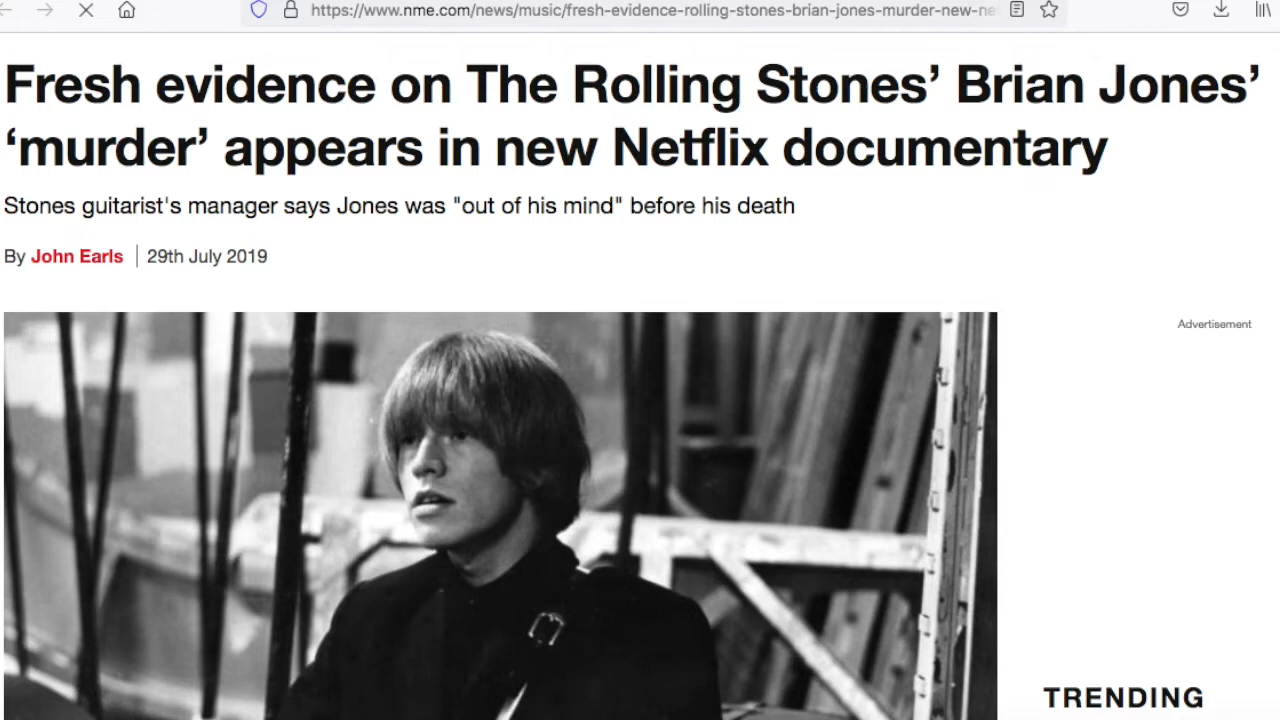 https://www.nme.com/news/music/fresh-evidence-rolling-stones-brian-jones-murder-new-ne
Fresh evidence on The Rolling Stones’ Brian Jones’
‘murder’ appears in new Netflix documentary
Stones guitarist's manager says Jones was "out of his mind" before his death
By John Earls | 29th July 2019
Advertisement
TRENDING